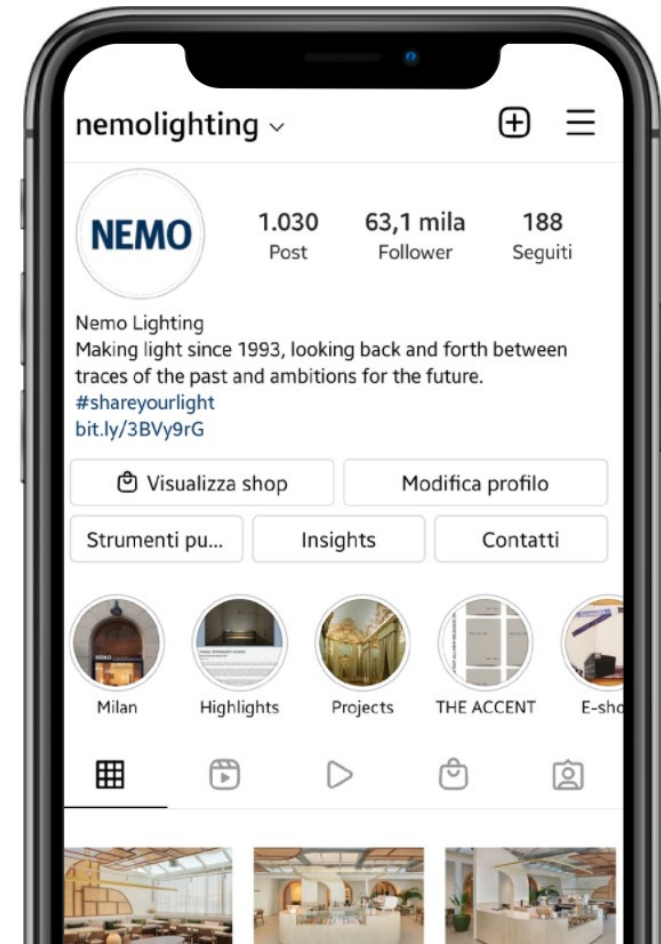 nemolighting
NEMO
1.030
63,1 mila
188
Post
Follower
Seguiti
Nemo Lighting
Making light since 1993, looking back and forth between
traces of the past and ambitions for the future.
#shareyourlight
bit.ly/3BVy9rG
Visualizza shop
Modifica profilo
Strumenti pu...
Insights
Contatti
NEMO
Milan
Highlights
Projects
THE ACCENT
E-sho